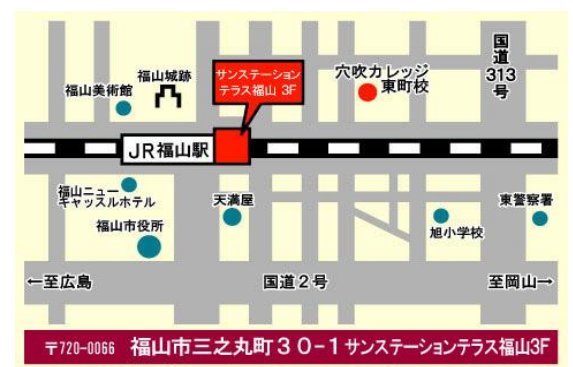 国道
313
号
福山城跡
サンステーション
テラス福山 3F
穴吹カレッジ
東町校
福山美術館
JR福山駅
福山ニュー
キャッスルホテル
天満屋
東警察署
福山市役所
旭小学校
←至広島
国道2号
至岡山→
〒720-0066 福山市三之丸町30-1サンステーションテラス福山3F